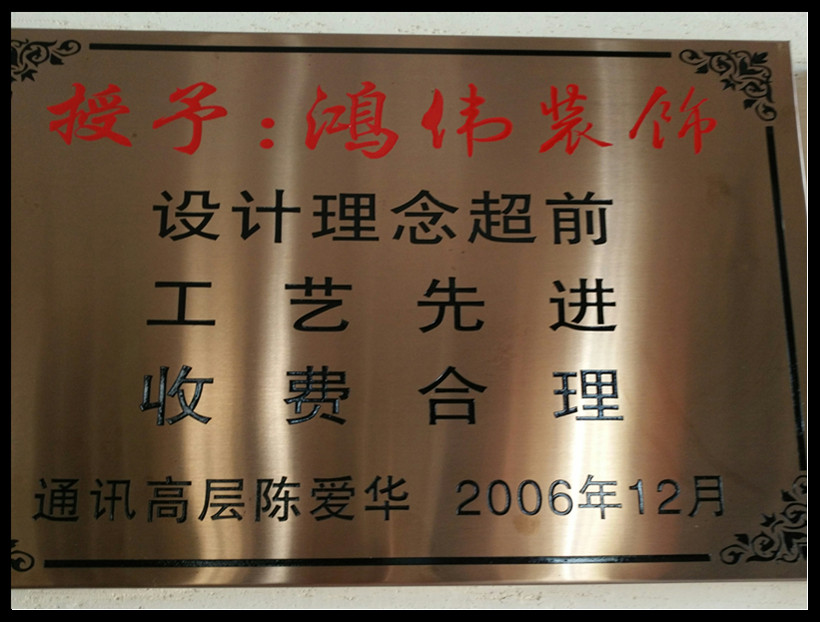 授予:鸿伟装饰
设计理念超前
工艺先进
收费合理
通讯高层陈爱华 2006年12月